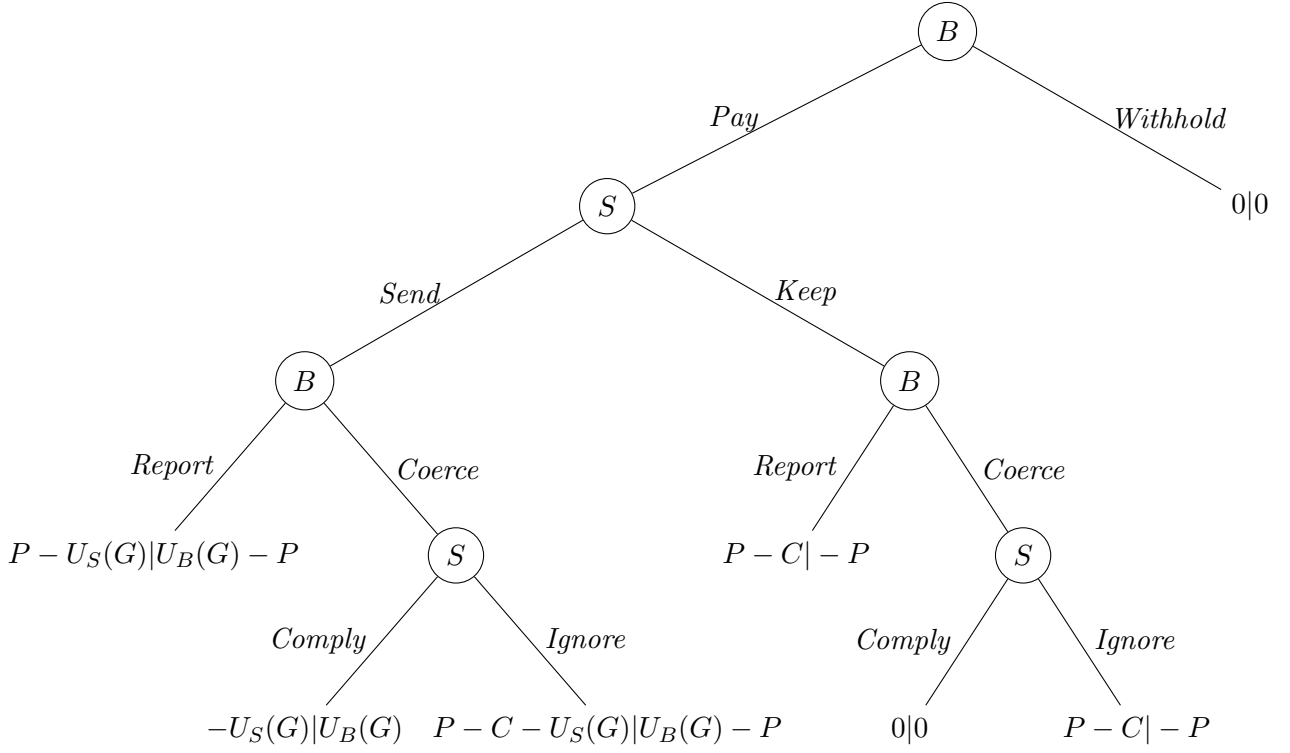 B
Pay
Withhold
S
0|0
Send
Keep
B
B
Report
Coerce
Report
Coerce
P − U_S(G)|U_B(G) − P
S
P − C| − P
S
Comply
Ignore
Comply
Ignore
−U_S(G)|U_B(G)
P − C − U_S(G)|U_B(G) − P
0|0
P − C| − P